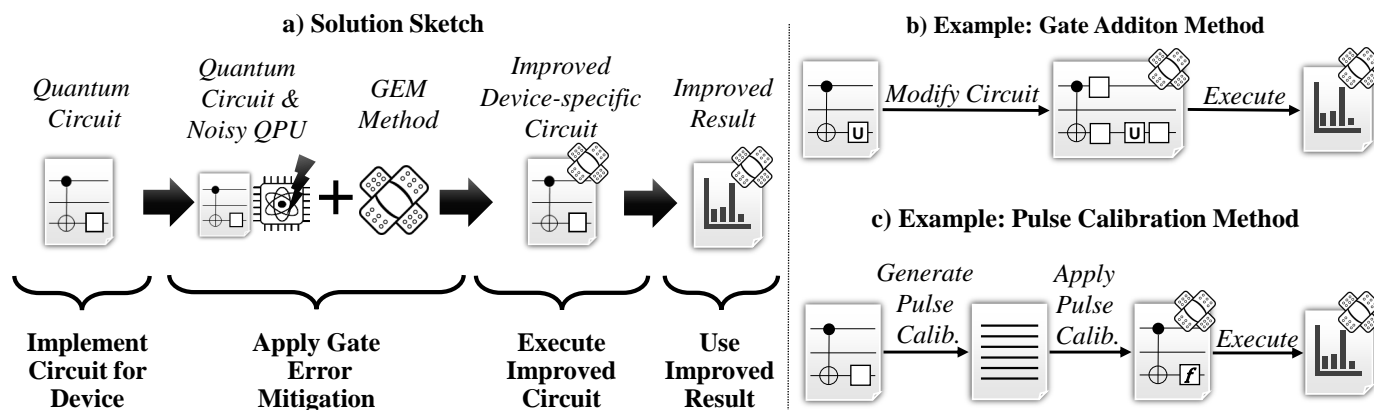 a) Solution Sketch
Quantum
Circuit
Quantum
Circuit &
Noisy QPU
GEM
Method
Improved
Device-specific
Circuit
Improved
Result
+
Implement
Circuit for
Device
Apply Gate
Error
Mitigation
Execute
Improved
Circuit
Use
Improved
Result
b) Example: Gate Additon Method
U
Modify Circuit
U
Execute
c) Example: Pulse Calibration Method
Generate
Pulse
Calib.
Apply
Pulse
Calib.
f
Execute